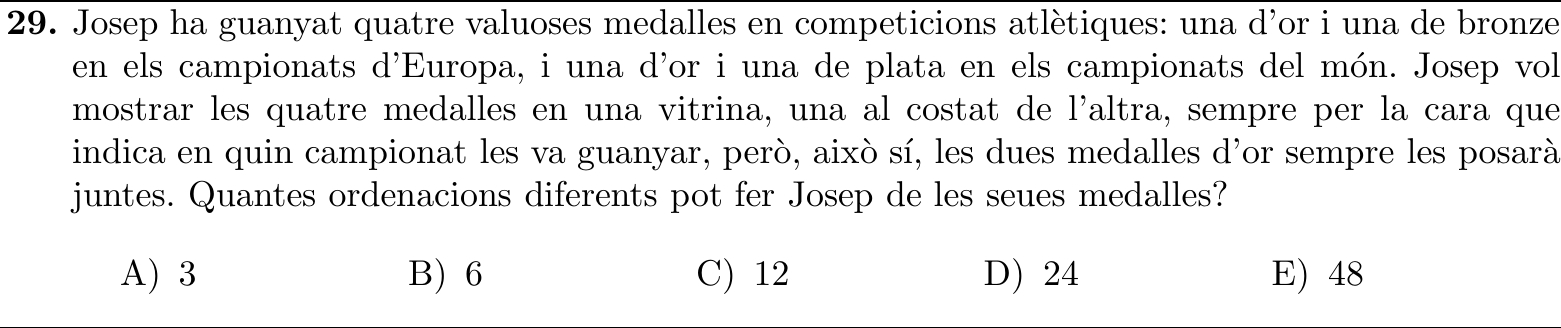 29. Josep ha guanyat quatre valuoses medalles en competicions atlètiques: una d'or i una de bronze
en els campionats d'Europa, i una d'or i una de plata en els campionats del món. Josep vol
mostrar les quatre medalles en una vitrina, una al costat de l'altra, sempre per la cara que
indica en quin campionat les va guanyar, però, això sí, les dues medalles d'or sempre les posarà
juntes. Quantes ordenacions diferents pot fer Josep de les seues medalles?
A) 3 B) 6 C) 12 D) 24 E) 48